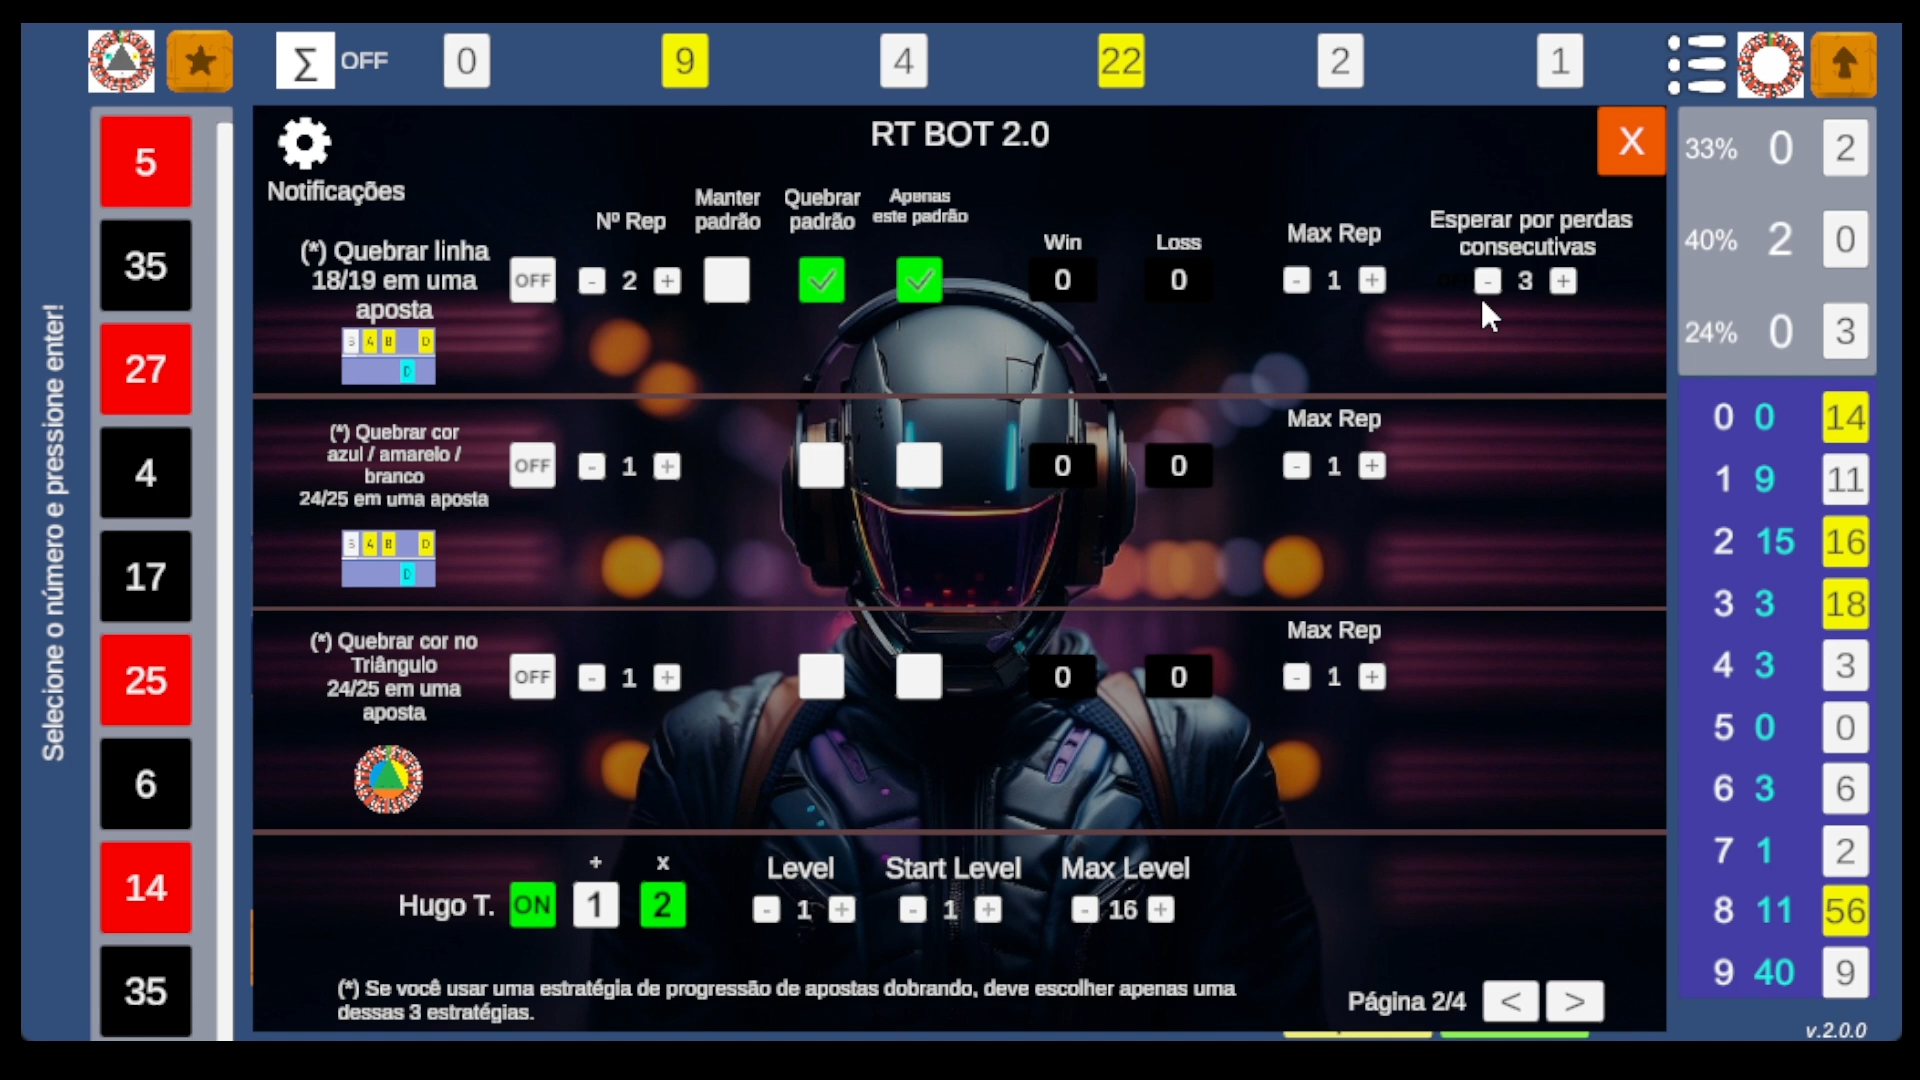 Σ OFF 0 9 4 22 2 1
Selecione o número e pressione enter!
5
35
27
4
17
25
6
14
35
RT BOT 2.0
X
Notificações
Nº Rep
Manter
padrão
Quebrar
padrão
Apenas
este padrão
Win
Loss
Max Rep
Esperar por perdas
consecutivas
(*) Quebrar linha
18/19 em uma
aposta
OFF - 2 + 0 0 - 1 + - 3 +
A B D
D
(*) Quebrar cor
azul / amarelo /
branco
24/25 em uma aposta
OFF - 1 + 0 0 - 1 +
Max Rep
A B D
D
(*) Quebrar cor no
Triângulo
24/25 em uma
aposta
OFF - 1 + 0 0 - 1 +
Max Rep
+ x
Level Start Level Max Level
Hugo T. ON 1 2 - 1 + - 1 + - 16 +
(*) Se você usar uma estratégia de progressão de apostas dobrando, deve escolher apenas uma
dessas 3 estratégias.
Página 2/4 < >
33% 0 2
40% 2 0
24% 0 3
0 0 14
1 9 11
2 15 16
3 3 18
4 3 3
5 0 0
6 3 6
7 1 2
8 11 56
9 40 9
v.2.0.0